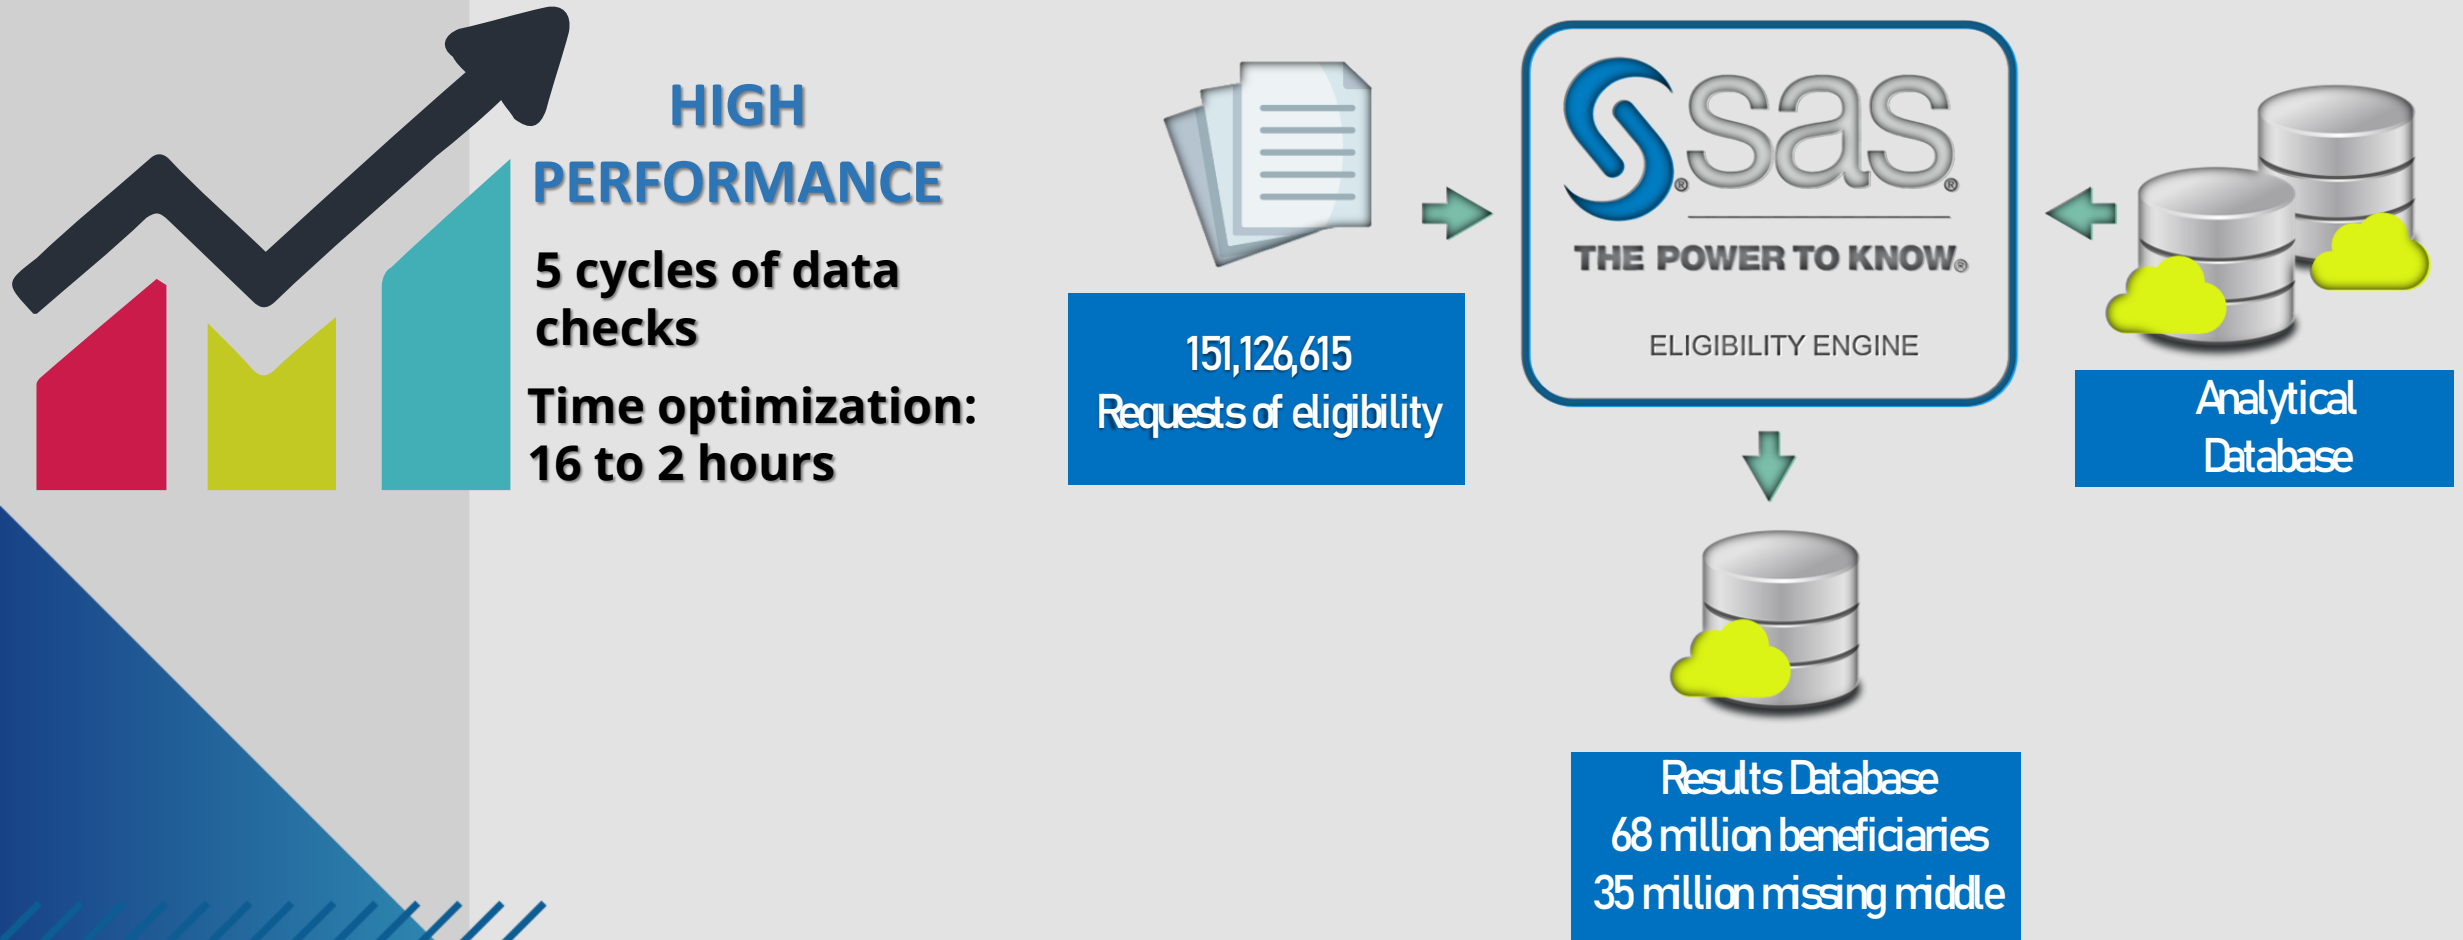 HIGH
PERFORMANCE
5 cycles of data
checks
Time optimization:
16 to 2 hours
151,126,615
Requests of eligibility
sas
THE POWER TO KNOW®
ELIGIBILITY ENGINE
Analytical
Database
Results Database
68 million beneficiaries
35 million missing middle